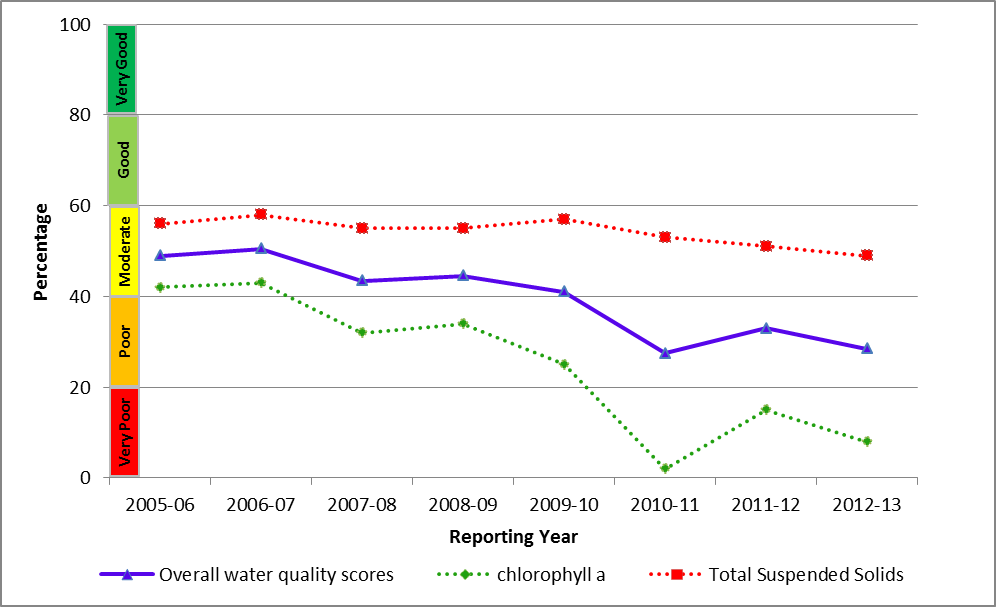 100
80
60
40
20
0
Percentage
Very Good
Good
Moderate
Poor
Very Poor
2005-06 2006-07 2007-08 2008-09 2009-10 2010-11 2011-12 2012-13
Reporting Year
Overall water quality scores chlorophyll a Total Suspended Solids